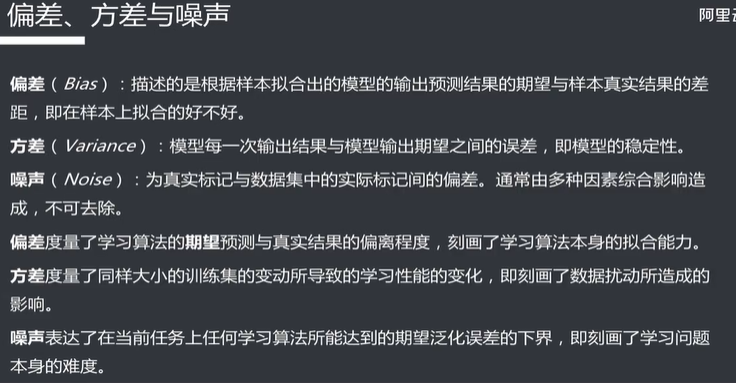 偏差、方差与噪声
阿里云
偏差（Bias）：描述的是根据样本拟合出的模型的输出预测结果的期望与样本真实结果的差
距，即在样本上拟合的好不好。
方差（Variance）：模型每一次输出结果与模型输出期望之间的误差，即模型的稳定性。
噪声（Noise）：为真实标记与数据集中的实际标记间的偏差。通常由多种因素综合影响造
成，不可去除。
偏差度量了学习算法的期望预测与真实结果的偏离程度，刻画了学习算法本身的拟合能力。
方差度量了同样大小的训练集的变动所导致的学习性能的变化，即刻画了数据扰动所造成的
影响。
噪声表达了在当前任务上任何学习算法所能达到的期望泛化误差的下界，即刻画了学习问题
本身的难度。